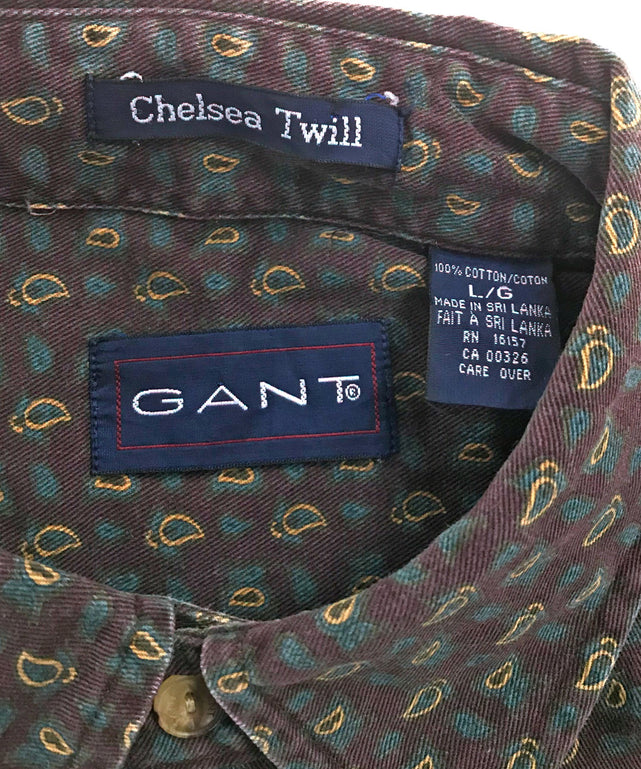 Chelsea Twill
100% COTTON/COTON
L/G
MADE IN SRI LANKA
FAIT À SRI LANKA
RN 16157
CA 00326
CARE OVER
GANT®